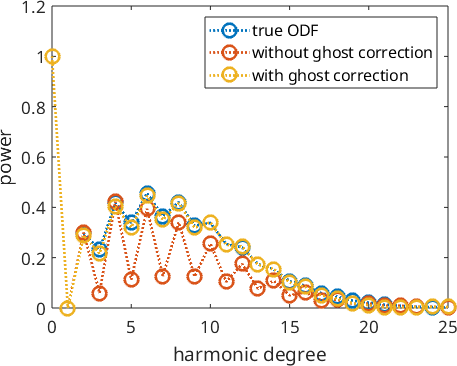 1.2
1
0.8
0.6
0.4
0.2
0
power
true ODF
without ghost correction
with ghost correction
0 5 10 15 20 25
harmonic degree